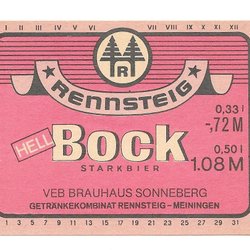 I II III IV V VI VII VIII IX X XI XII
R
RENNSTEIG
0,33 l
-,72 M
HELL
Bock
0,50 l
1.08 M
STARKBIER
VEB BRAUHAUS SONNEBERG
GETRÄNKEKOMBINAT RENNSTEIG - MEININGEN
1 3 5 7 9 11 13 15 17 19 21 23 25 27 29 31